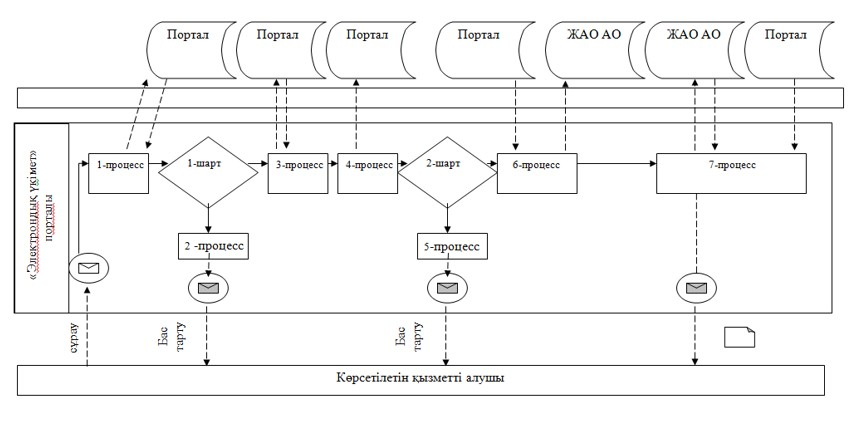 Портал
Портал
Портал
Портал
ЖАО АО
ЖАО АО
Портал
«Электрондық үкімет»
порталы
1-процесс
1-шарт
3-процесс
4-процесс
2-шарт
6-процесс
7-процесс
2 -процесс
5-процесс
сұрау
Бас
тарту
Бас
тарту
Көрсетілетін қызметті алушы